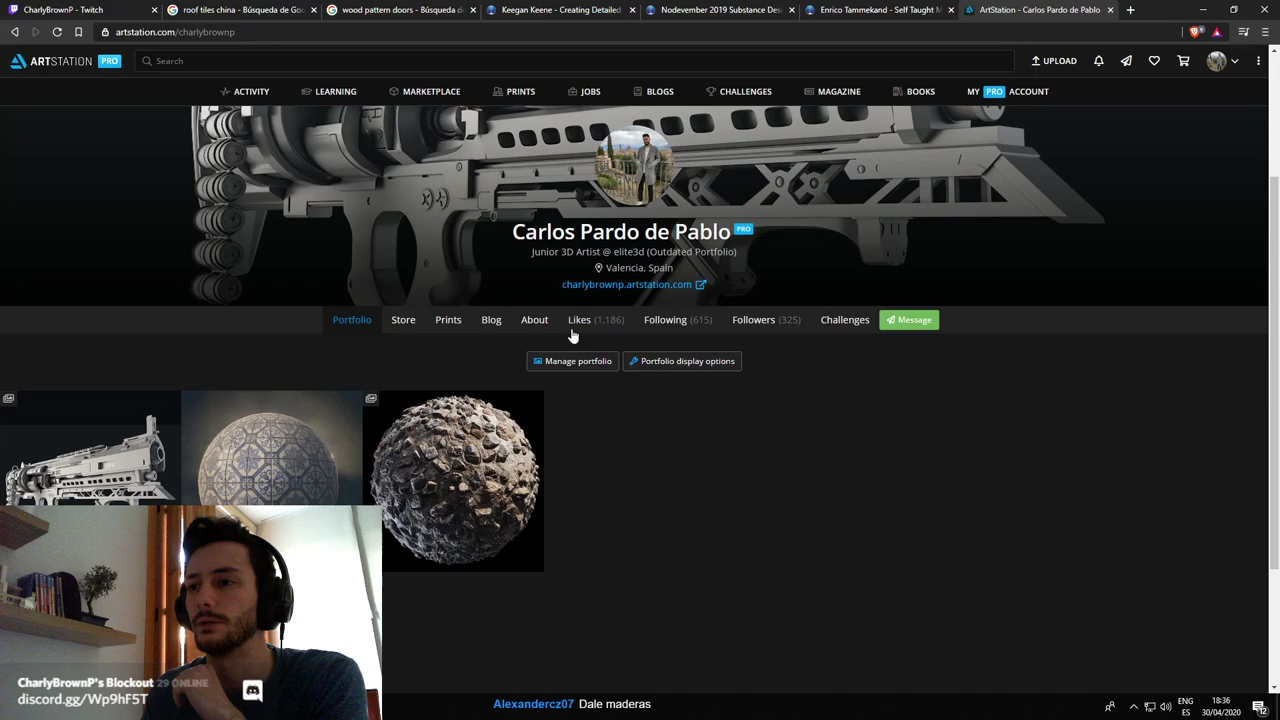 CharlyBrownP - Twitch
roof tiles china - Búsqueda de Goo
wood pattern doors - Búsqueda d
Keegan Keene - Creating Detailed
Nodevember 2019 Substance Des
Enrico Tammekand - Self Taught M
ArtStation - Carlos Pardo de Pablo
artstation.com/charlybrownp
ARTSTATION PRO
Search
UPLOAD
ACTIVITY
LEARNING
MARKETPLACE
PRINTS
JOBS
BLOGS
CHALLENGES
MAGAZINE
BOOKS
MY PRO ACCOUNT
Carlos Pardo de Pablo PRO
Junior 3D Artist @ elite3d (Outdated Portfolio)
Valencia, Spain
charlybrownp.artstation.com
Portfolio
Store
Prints
Blog
About
Likes (1,186)
Following (615)
Followers (325)
Challenges
Message
Manage portfolio
Portfolio display options
CharlyBrownP's Blockout 29 ONLINE
discord.gg/Wp9hF5T
Alexandercz07 Dale maderas
ENG
ES
18:36
30/04/2020
12